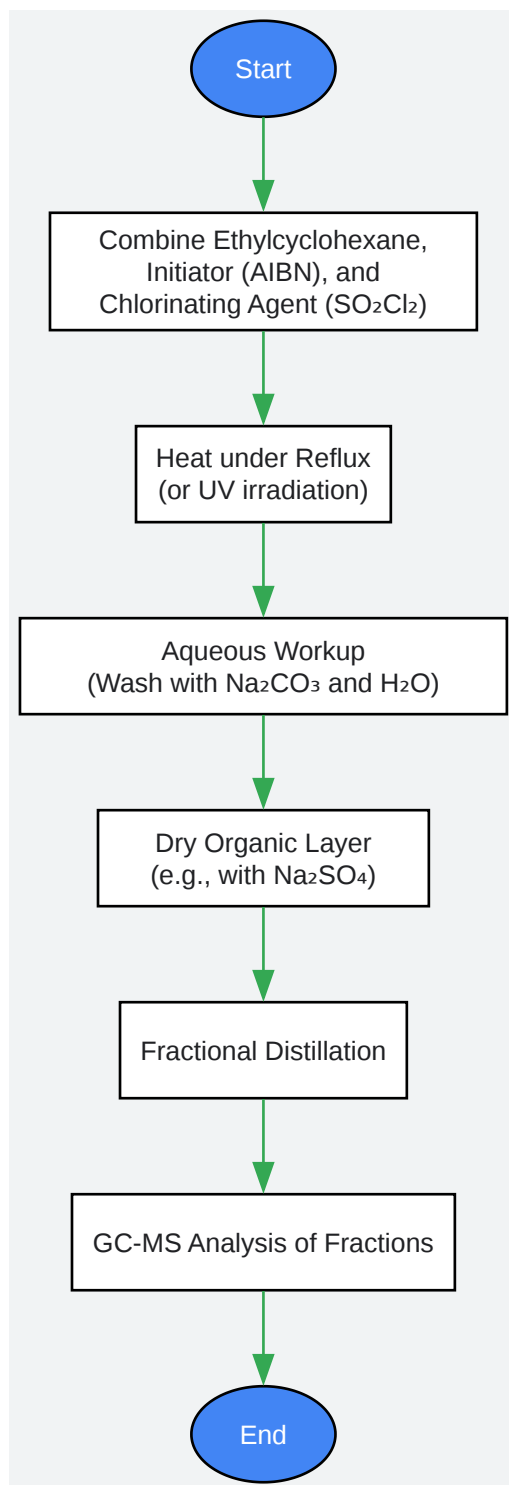 Start
Combine Ethylcyclohexane,
Initiator (AIBN), and
Chlorinating Agent (SO₂Cl₂)
Heat under Reflux
(or UV irradiation)
Aqueous Workup
(Wash with Na₂CO₃ and H₂O)
Dry Organic Layer
(e.g., with Na₂SO₄)
Fractional Distillation
GC-MS Analysis of Fractions
End